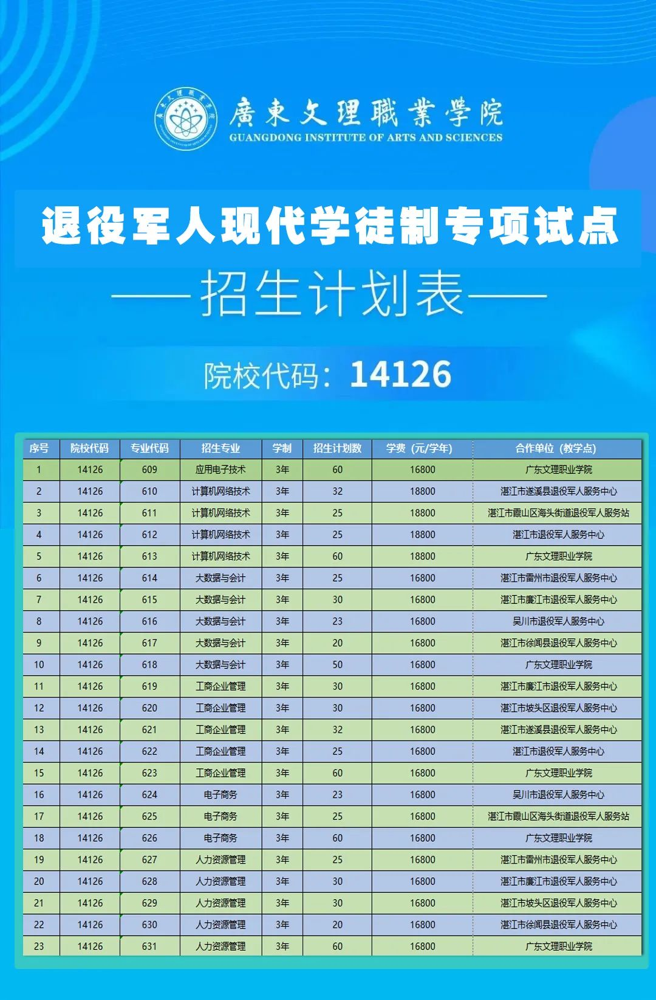 廣東文理職業學院
廣東文理職業學院
GUANGDONG INSTITUTE OF ARTS AND SCIENCES
GUANGDONG INSTITUTE OF ARTS AND SCIENCES
退役军人现代学徒制专项试点
招生计划表
院校代码：14126
序号 院校代码 专业代码 招生专业 学制 招生计划数 学费（元/学年） 合作单位（教学点）
1 14126 609 应用电子技术 3年 60 16800 广东文理职业学院
2 14126 610 计算机网络技术 3年 32 18800 湛江市遂溪县退役军人服务中心
3 14126 611 计算机网络技术 3年 25 18800 湛江市霞山区海头街道退役军人服务站
4 14126 612 计算机网络技术 3年 25 18800 湛江市退役军人服务中心
5 14126 613 计算机网络技术 3年 60 18800 广东文理职业学院
6 14126 614 大数据与会计 3年 25 16800 湛江市雷州市退役军人服务中心
7 14126 615 大数据与会计 3年 30 16800 湛江市廉江市退役军人服务中心
8 14126 616 大数据与会计 3年 23 16800 吴川市退役军人服务中心
9 14126 617 大数据与会计 3年 20 16800 湛江市徐闻县退役军人服务中心
10 14126 618 大数据与会计 3年 50 16800 广东文理职业学院
11 14126 619 工商企业管理 3年 30 16800 湛江市廉江市退役军人服务中心
12 14126 620 工商企业管理 3年 30 16800 湛江市坡头区退役军人服务中心
13 14126 621 工商企业管理 3年 32 16800 湛江市遂溪县退役军人服务中心
14 14126 622 工商企业管理 3年 25 16800 湛江市退役军人服务中心
15 14126 623 工商企业管理 3年 60 16800 广东文理职业学院
16 14126 624 电子商务 3年 23 16800 吴川市退役军人服务中心
17 14126 625 电子商务 3年 25 16800 湛江市霞山区海头街道退役军人服务站
18 14126 626 电子商务 3年 60 16800 广东文理职业学院
19 14126 627 人力资源管理 3年 25 16800 湛江市雷州市退役军人服务中心
20 14126 628 人力资源管理 3年 30 16800 湛江市廉江市退役军人服务中心
21 14126 629 人力资源管理 3年 30 16800 湛江市坡头区退役军人服务中心
22 14126 630 人力资源管理 3年 20 16800 湛江市徐闻县退役军人服务中心
23 14126 631 人力资源管理 3年 60 16800 广东文理职业学院